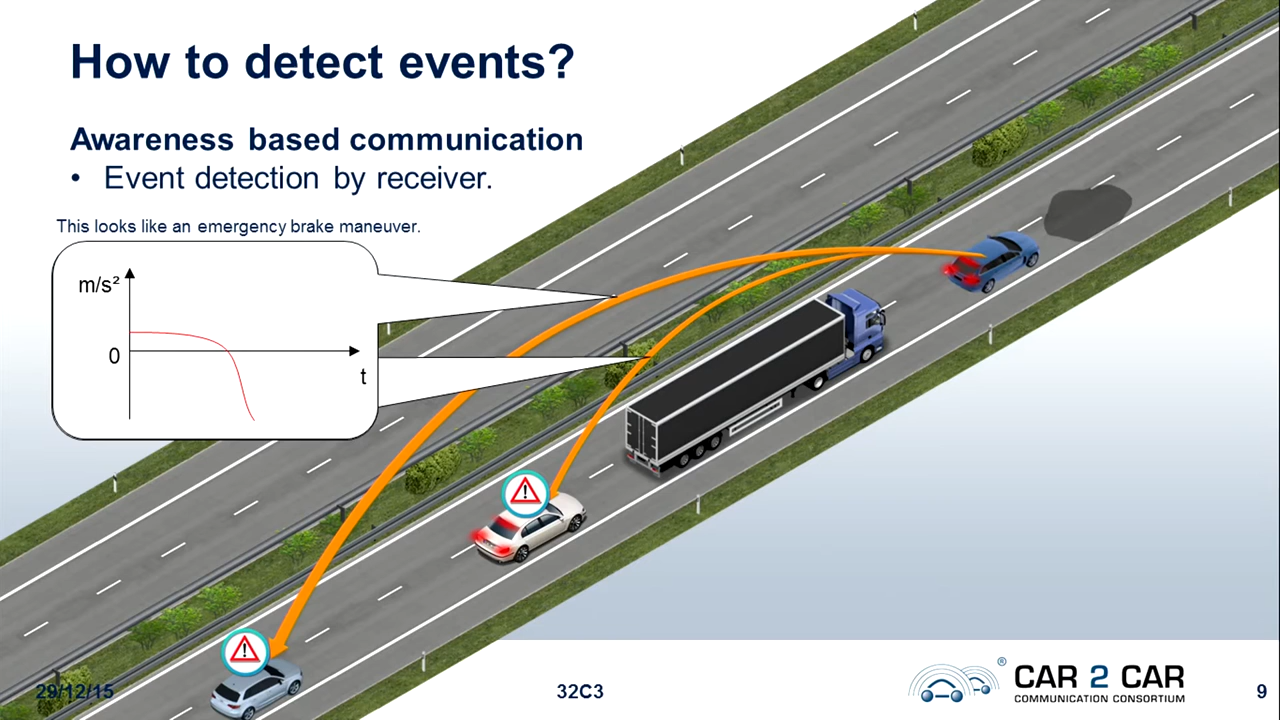 How to detect events?
Awareness based communication
• Event detection by receiver.
This looks like an emergency brake maneuver.
m/s²
0
t
29/12/15
32C3
®
CAR 2 CAR
COMMUNICATION CONSORTIUM
9